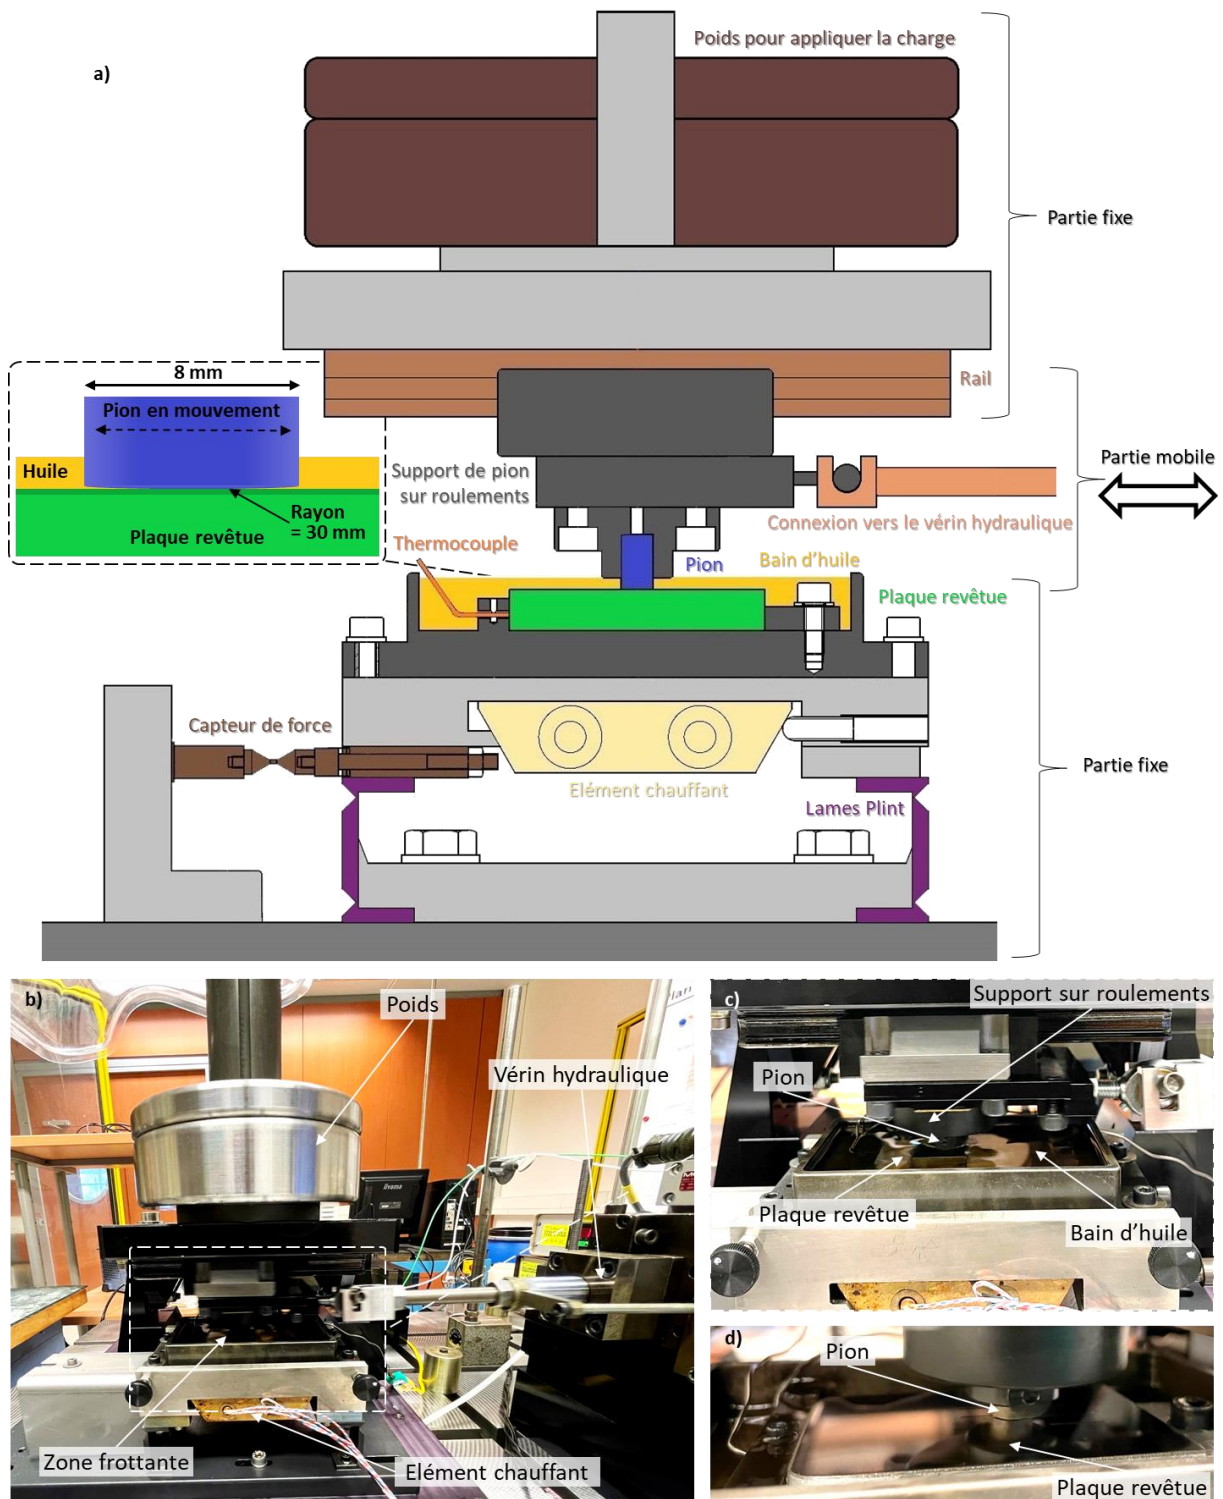 a)
Poids pour appliquer la charge
Partie fixe
Rail
8 mm
Pion en mouvement
Huile
Rayon
= 30 mm
Plaque revêtue
Support de pion
sur roulements
Partie mobile
Connexion vers le vérin hydraulique
Thermocouple
Pion
Bain d'huile
Plaque revêtue
Capteur de force
Elément chauffant
Lames Plint
Partie fixe
b)
Poids
Vérin hydraulique
iiyama
Zone frottante
Elément chauffant
c)
Support sur roulements
Pion
Plaque revêtue
Bain d'huile
d)
Pion
Plaque revêtue